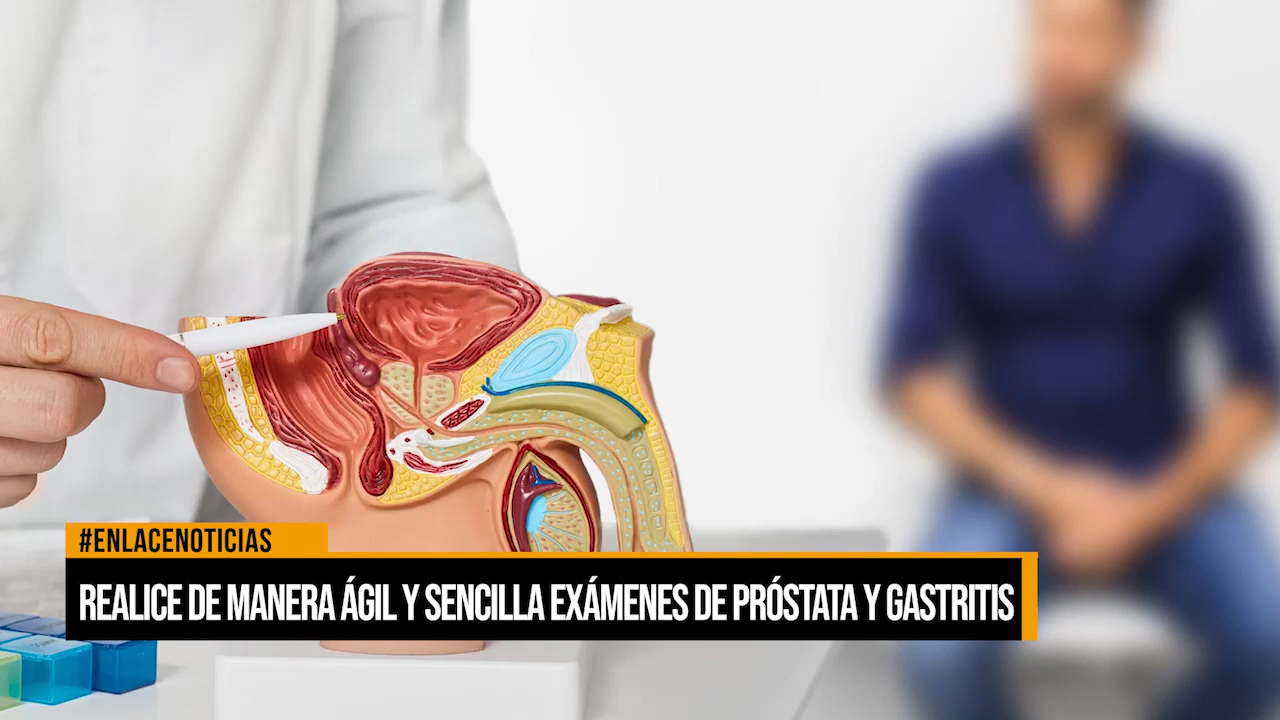 #ENLACENOTICIAS
REALICE DE MANERA ÁGIL Y SENCILLA EXÁMENES DE PRÓSTATA Y GASTRITIS